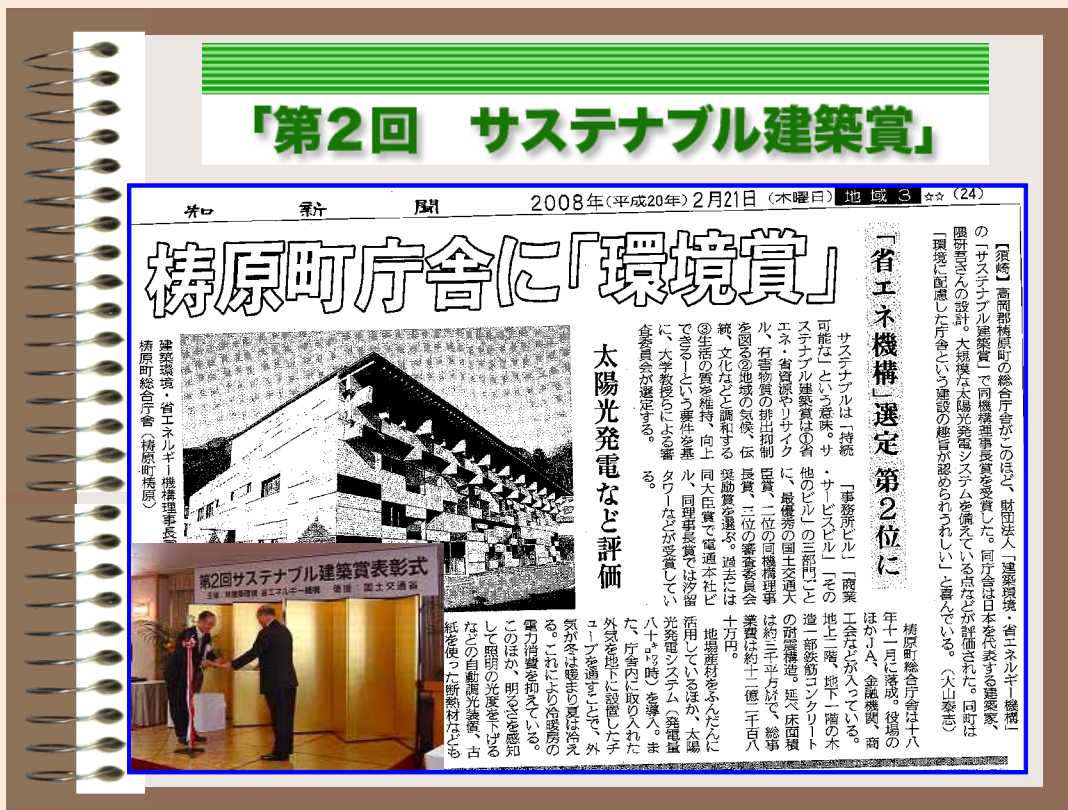 「第2回　サステナブル建築賞」
知　新　聞
2008年(平成20年)2月21日(木曜日) 地域3 ☆☆ (24)
梼原町庁舎に「環境賞」
「省エネ機構」選定 第2位に
【須崎】高岡郡梼原町の総合庁舎がこのほど、財団法人「建築環境・省エネルギー機構」
の「サステナブル建築賞」で同機構理事長賞を受賞した。同庁舎は日本を代表する建築家、
隈研吾さんの設計。大規模な太陽光発電システムを備えている点などが評価された。同町は
「環境に配慮した庁舎という建設の趣旨が認められうれしい」と喜んでいる。（大山泰志）
太陽光発電など評価
サステナブルは「持続
可能な」という意味。サ
ステナブル建築賞は①省
エネ・省資源やリサイク
ル、有害物質の排出抑制
を図る②地域の気候、伝
統、文化などと調和する
③生活の質を維持、向上
できる―という要件を基
に、大学教授らによる審
査委員会が選定する。
「事務所ビル」「商業
・サービスビル」「その
他のビル」の三部門ごと
に、最優秀の国土交通大
臣賞、二位の同機構理事
長賞、三位の審査委員会
奨励賞を選ぶ。過去には
同大臣賞で電通本社ビ
ル、同理事長賞では汐留
タワーなどが受賞してい
る。
梼原町総合庁舎は十八
年十一月に落成。役場の
ほかJA、金融機関、商
工会などが入っている。
地上二階、地下一階の木
造一部鉄筋コンクリート
の耐震構造。延べ床面積
は約三千平方㍍で、総事
業費は約十二億二千百八
十万円。
地場産材をふんだんに
活用しているほか、太陽
光発電システム（発電量
八十㌔㍗時）を導入。ま
た、庁舎内に取り入れた
外気を地下に設置したチ
ューブを通すことで、外
気が冬は暖まり夏は冷え
る。これにより冷暖房の
電力消費を抑えている。
このほか、明るさを感知
して照明の光度を下げる
などの自動調光装置、古
紙を使った断熱材なども
建築環境・省エネルギー機構理事長賞
梼原町総合庁舎（梼原町梼原）
第2回サステナブル建築賞表彰式
主催：㈶建築環境・省エネルギー機構　後援：国土交通省